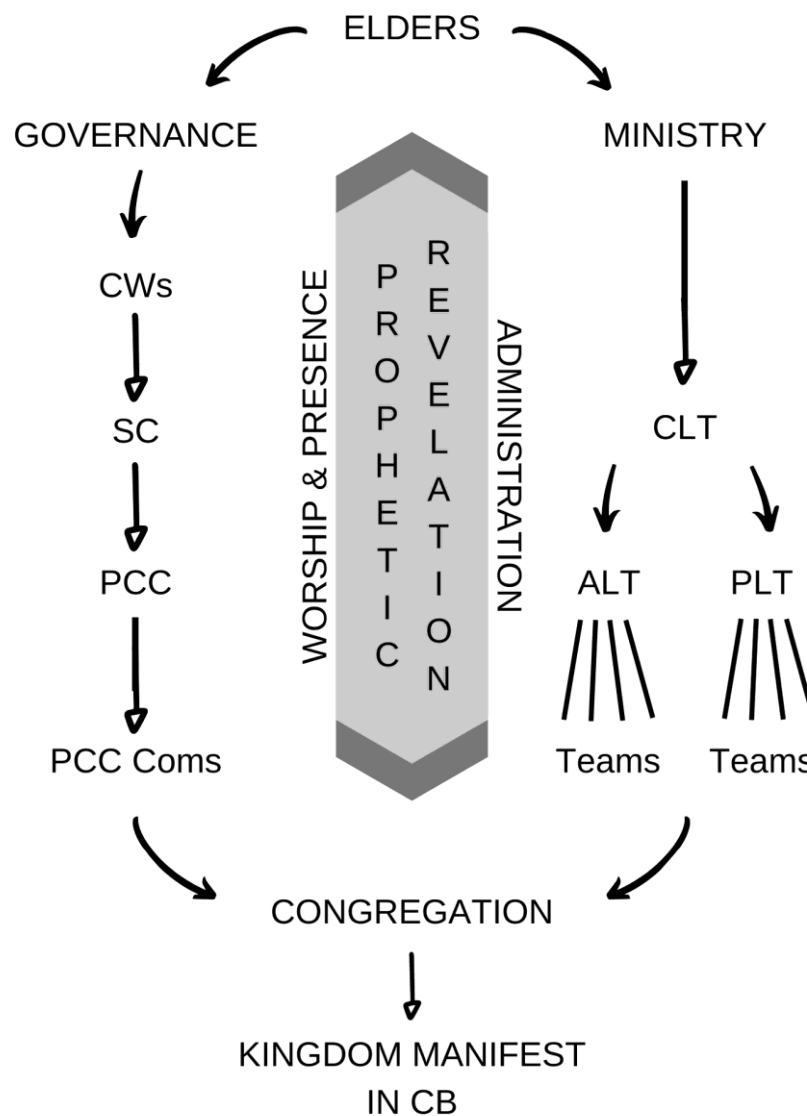 ELDERS
GOVERNANCE
MINISTRY
CWs
SC
PCC
PCC Coms
WORSHIP & PRESENCE
PROPHETIC
REVELATION
ADMINISTRATION
CLT
ALT
PLT
Teams
Teams
CONGREGATION
KINGDOM MANIFEST
IN CB